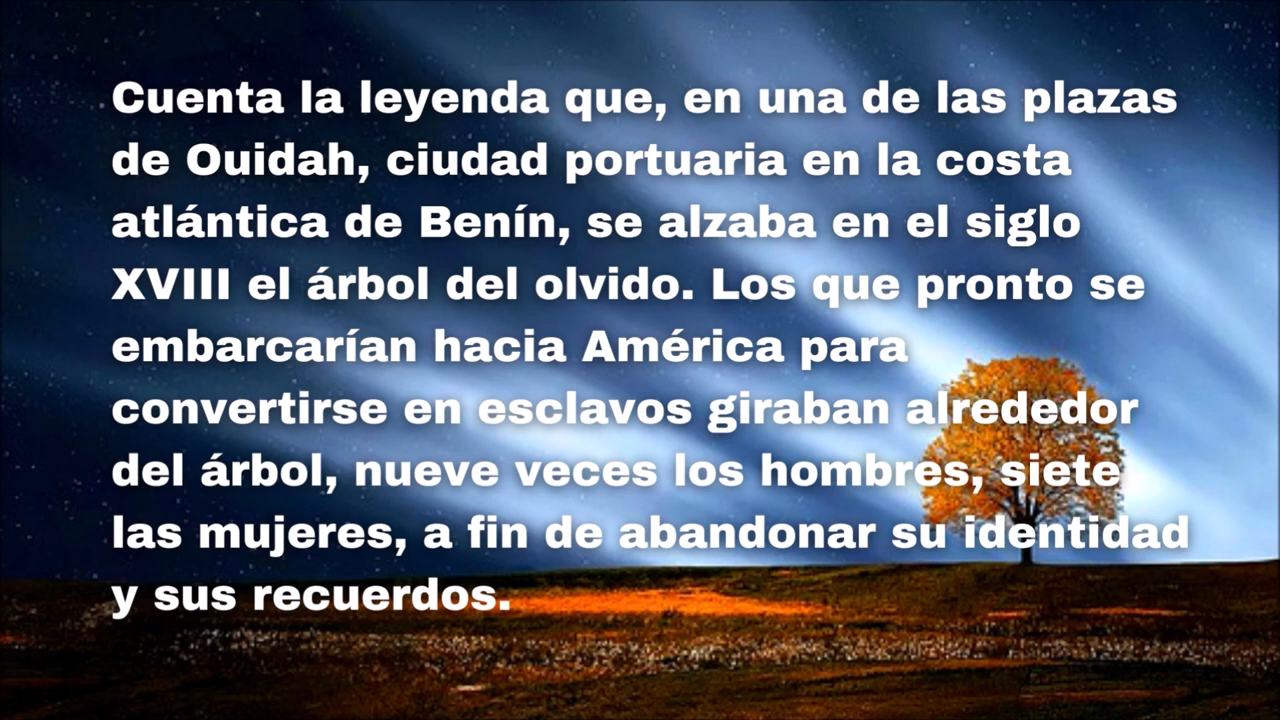 Cuenta la leyenda que, en una de las plazas
de Ouidah, ciudad portuaria en la costa
atlántica de Benín, se alzaba en el siglo
XVIII el árbol del olvido. Los que pronto se
embarcarían hacia América para
convertirse en esclavos giraban alrededor
del árbol, nueve veces los hombres, siete
las mujeres, a fin de abandonar su identidad
y sus recuerdos.